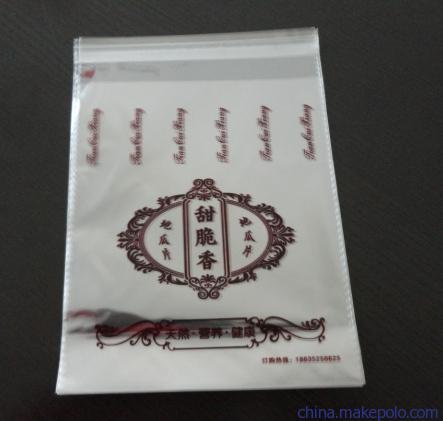 TianCuiXiang
TianCuiXiang
TianCuiXiang
TianCuiXiang
TianCuiXiang
TianCuiXiang
地瓜片
甜脆香
地瓜片
天然·营养·健康
订购热线：18635256625
china.makepolo.com